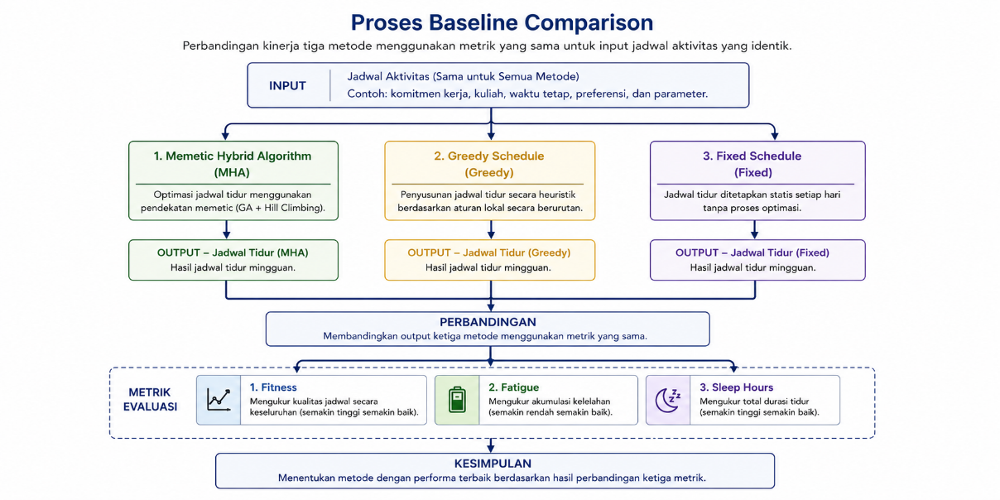 Proses Baseline Comparison
Perbandingan kinerja tiga metode menggunakan metrik yang sama untuk input jadwal aktivitas yang identik.
INPUT
Jadwal Aktivitas (Sama untuk Semua Metode)
Contoh: komitmen kerja, kuliah, waktu tetap, preferensi, dan parameter.
1. Memetic Hybrid Algorithm
(MHA)
Optimasi jadwal tidur menggunakan
pendekatan memetic (GA + Hill Climbing).
2. Greedy Schedule
(Greedy)
Penyusunan jadwal tidur secara heuristik
berdasarkan aturan lokal secara berurutan.
3. Fixed Schedule
(Fixed)
Jadwal tidur ditetapkan statis setiap hari
tanpa proses optimasi.
OUTPUT – Jadwal Tidur (MHA)
Hasil jadwal tidur mingguan.
OUTPUT – Jadwal Tidur (Greedy)
Hasil jadwal tidur mingguan.
OUTPUT – Jadwal Tidur (Fixed)
Hasil jadwal tidur mingguan.
PERBANDINGAN
Membandingkan output ketiga metode menggunakan metrik yang sama.
METRIK
EVALUASI
1. Fitness
Mengukur kualitas jadwal secara
keseluruhan (semakin tinggi semakin baik).
2. Fatigue
Mengukur akumulasi kelelahan
(semakin rendah semakin baik).
zzz
3. Sleep Hours
Mengukur total durasi tidur
(semakin tinggi semakin baik).
KESIMPULAN
Menentukan metode dengan performa terbaik berdasarkan hasil perbandingan ketiga metrik.